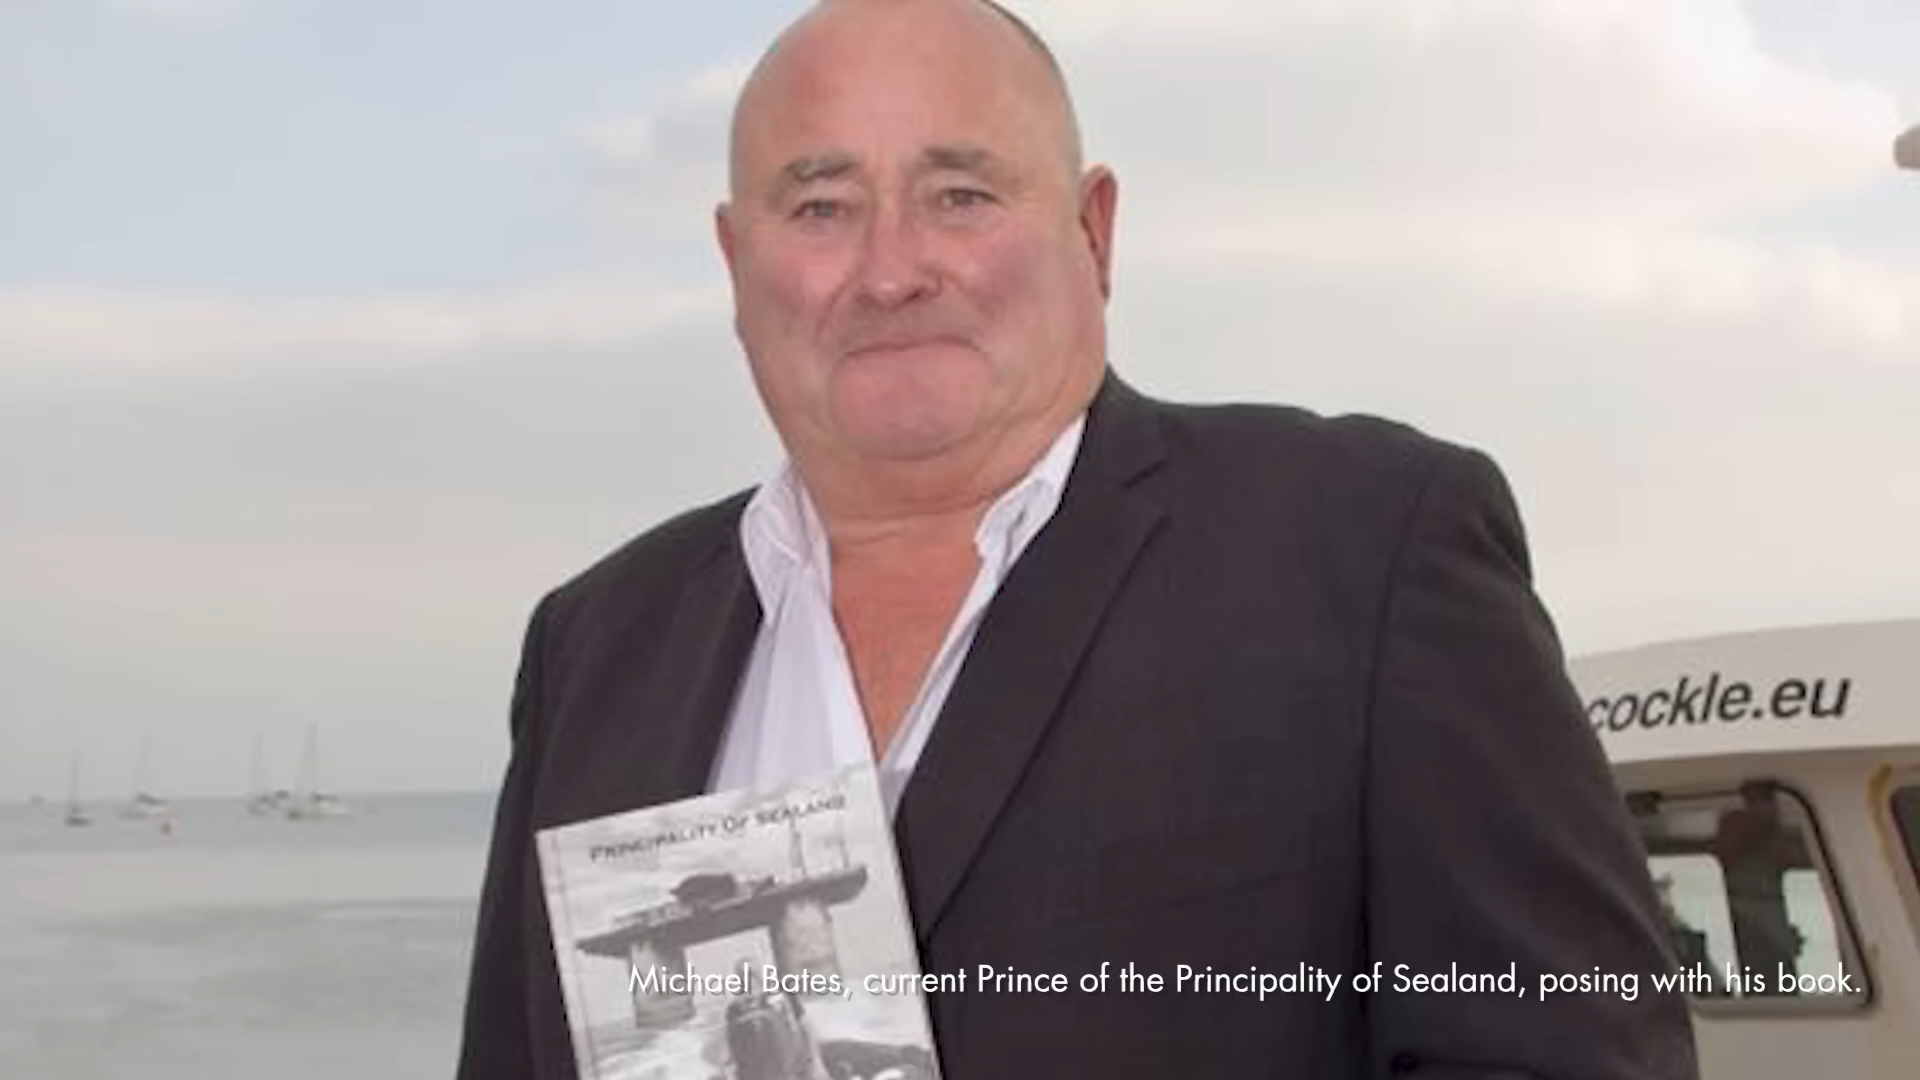 cockle.eu
PRINCIPALITY OF SEALAND
Michael Bates, current Prince of the Principality of Sealand, posing with his book.